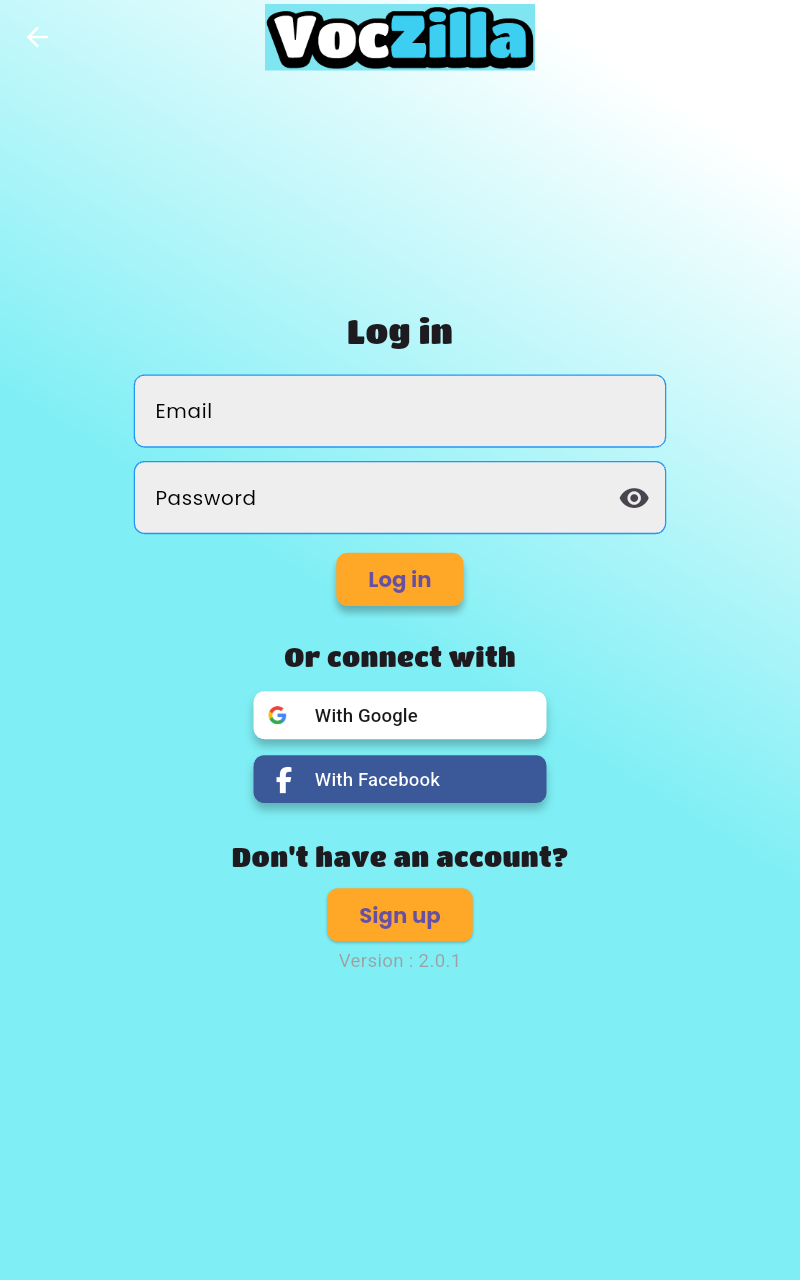 VocZilla
Log in
Email
Password
Log in
Or connect with
With Google
With Facebook
Don't have an account?
Sign up
Version : 2.0.1